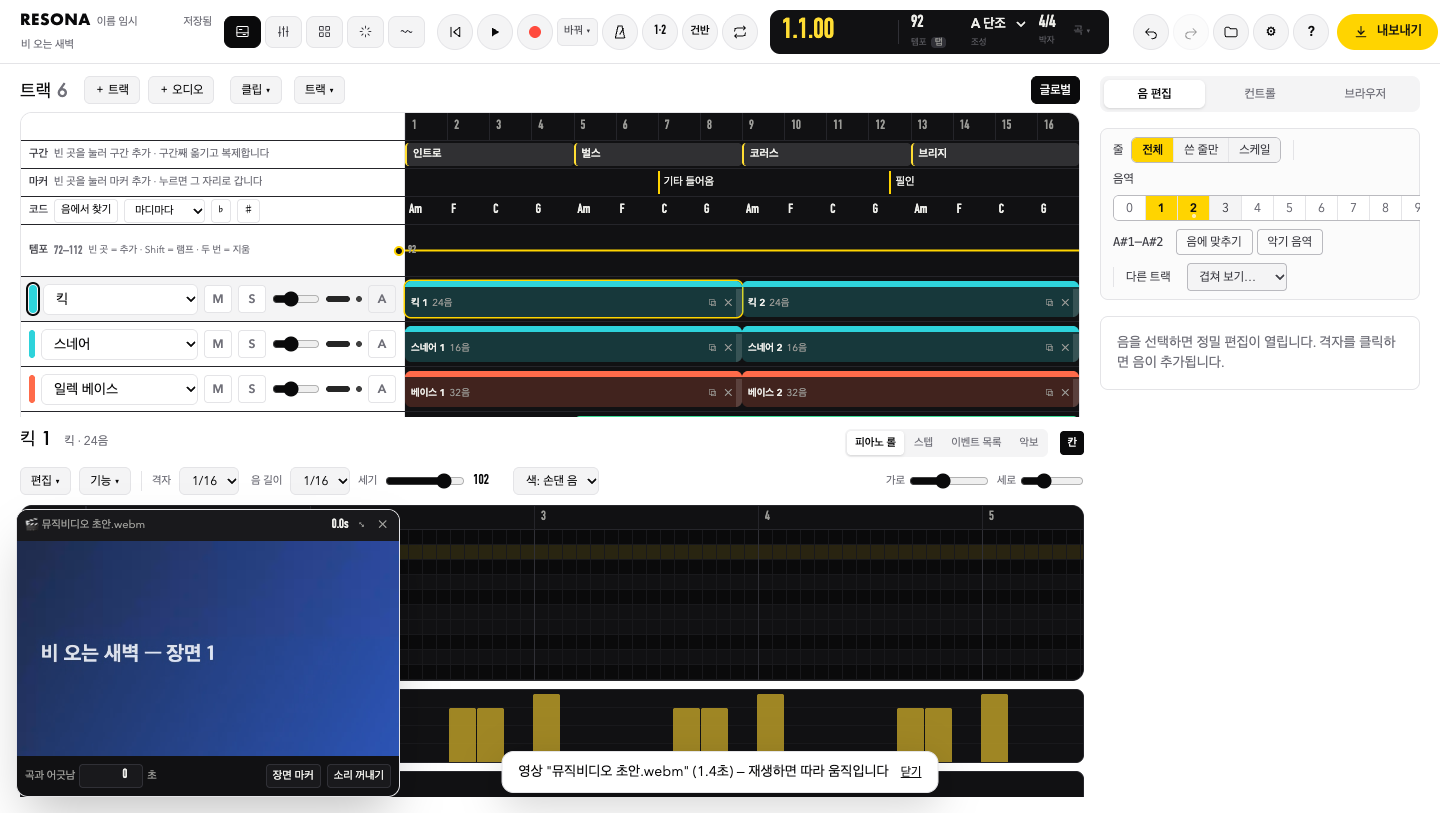 RESONA 이름 임시 저장됨
비 오는 새벽
바꿔 ▾
1·2
건반
1.1.00
92
템포 탭
A 단조
조성
4/4
박자
곡 ▾
?
내보내기
트랙 6
+ 트랙
+ 오디오
클립 ▾
트랙 ▾
글로벌
1 2 3 4 5 6 7 8 9 10 11 12 13 14 15 16
구간 빈 곳을 눌러 구간 추가 · 구간째 옮기고 복제합니다
인트로 벌스 코러스 브리지
마커 빈 곳을 눌러 마커 추가 · 누르면 그 자리로 갑니다
기타 들어옴 필인
코드 음에서 찾기 마디마다 ♭ #
Am F C G Am F C G Am F C G Am F C G
템포 72–112 빈 곳 = 추가 · Shift = 램프 · 두 번 = 지움
92
킥 M S A
킥 1 24음
킥 2 24음
스네어 M S A
스네어 1 16음
스네어 2 16음
일렉 베이스 M S A
베이스 1 32음
베이스 2 32음
음 편집 컨트롤 브라우저
줄 전체 쓴 줄만 스케일
음역
0 1 2 3 4 5 6 7 8 9
A#1–A#2 음에 맞추기 악기 음역
다른 트랙 겹쳐 보기…
음을 선택하면 정밀 편집이 열립니다. 격자를 클릭하
면 음이 추가됩니다.
킥 1 킥 · 24음
피아노 롤 스텝 이벤트 목록 악보 칸
편집 ▾ 기능 ▾ 격자 1/16 음 길이 1/16 세기 102 색: 손댄 음 가로 세로
3 4 5
뮤직비디오 초안.webm 0.0s
비 오는 새벽 — 장면 1
곡과 어긋남 0 초 장면 마커 소리 꺼내기
영상 "뮤직비디오 초안.webm" (1.4초) — 재생하면 따라 움직입니다 닫기